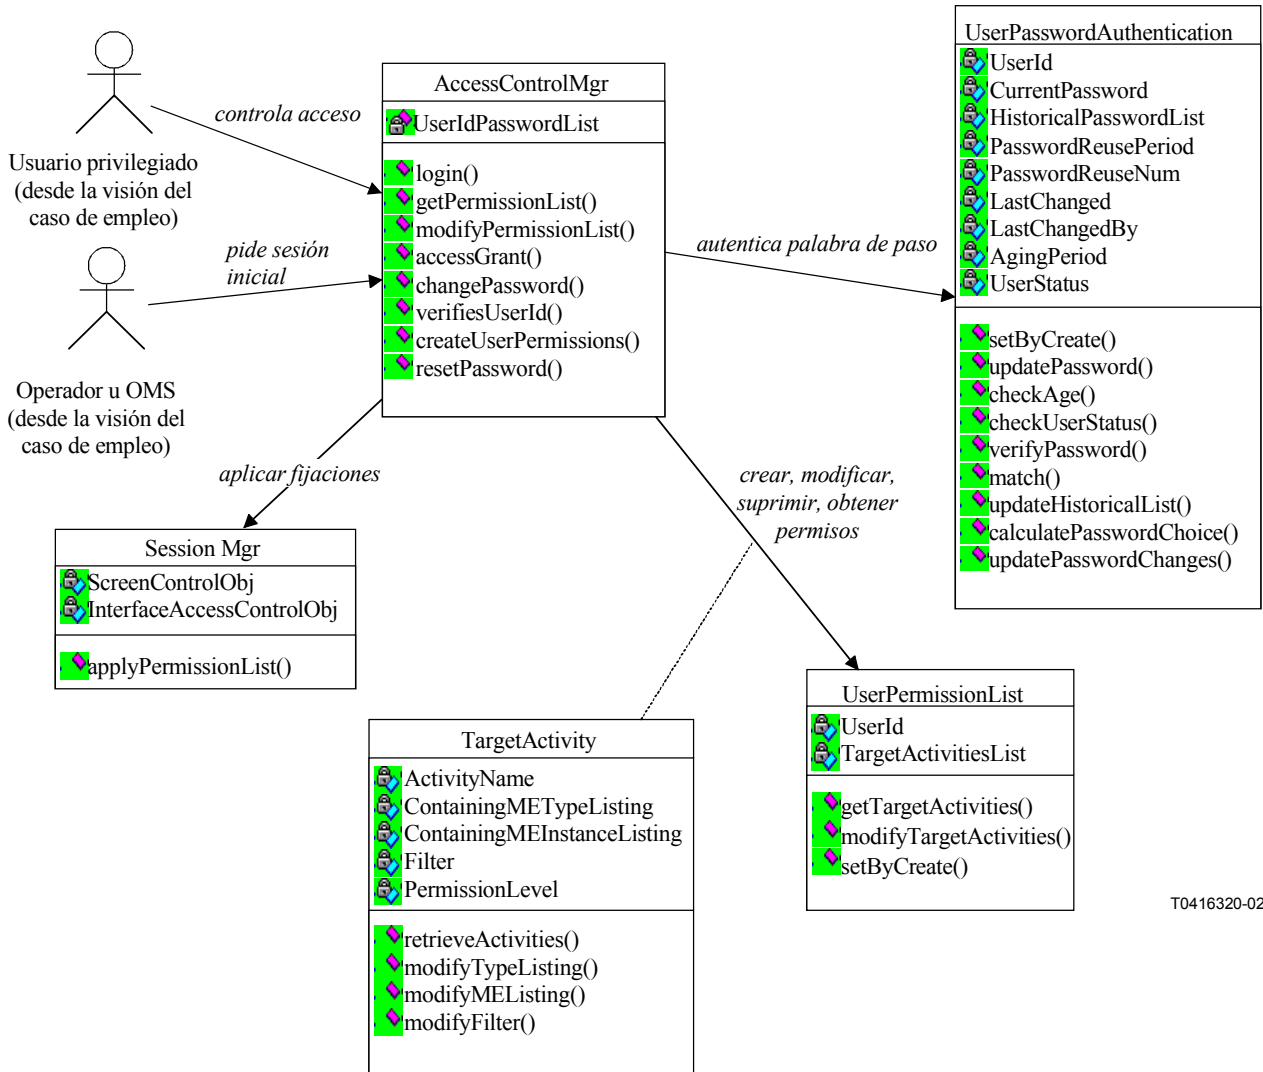 Usuario privilegiado
(desde la visión del
caso de empleo)
controla acceso
Operador u OMS
(desde la visión del
caso de empleo)
pide sesión
inicial
AccessControlMgr
UserIdPasswordList
login()
getPermissionList()
modifyPermissionList()
accessGrant()
changePassword()
verifiesUserId()
createUserPermissions()
resetPassword()
autentica palabra de paso
UserPasswordAuthentication
UserId
CurrentPassword
HistoricalPasswordList
PasswordReusePeriod
PasswordReuseNum
LastChanged
LastChangedBy
AgingPeriod
UserStatus
setByCreate()
updatePassword()
checkAge()
checkUserStatus()
verifyPassword()
match()
updateHistoricalList()
calculatePasswordChoice()
updatePasswordChanges()
aplicar fijaciones
Session Mgr
ScreenControlObj
InterfaceAccessControlObj
applyPermissionList()
crear, modificar,
suprimir, obtener
permisos
TargetActivity
ActivityName
ContainingMETypeListing
ContainingMEInstanceListing
Filter
PermissionLevel
retrieveActivities()
modifyTypeListing()
modifyMEListing()
modifyFilter()
UserPermissionList
UserId
TargetActivitiesList
getTargetActivities()
modifyTargetActivities()
setByCreate()
T0416320-02